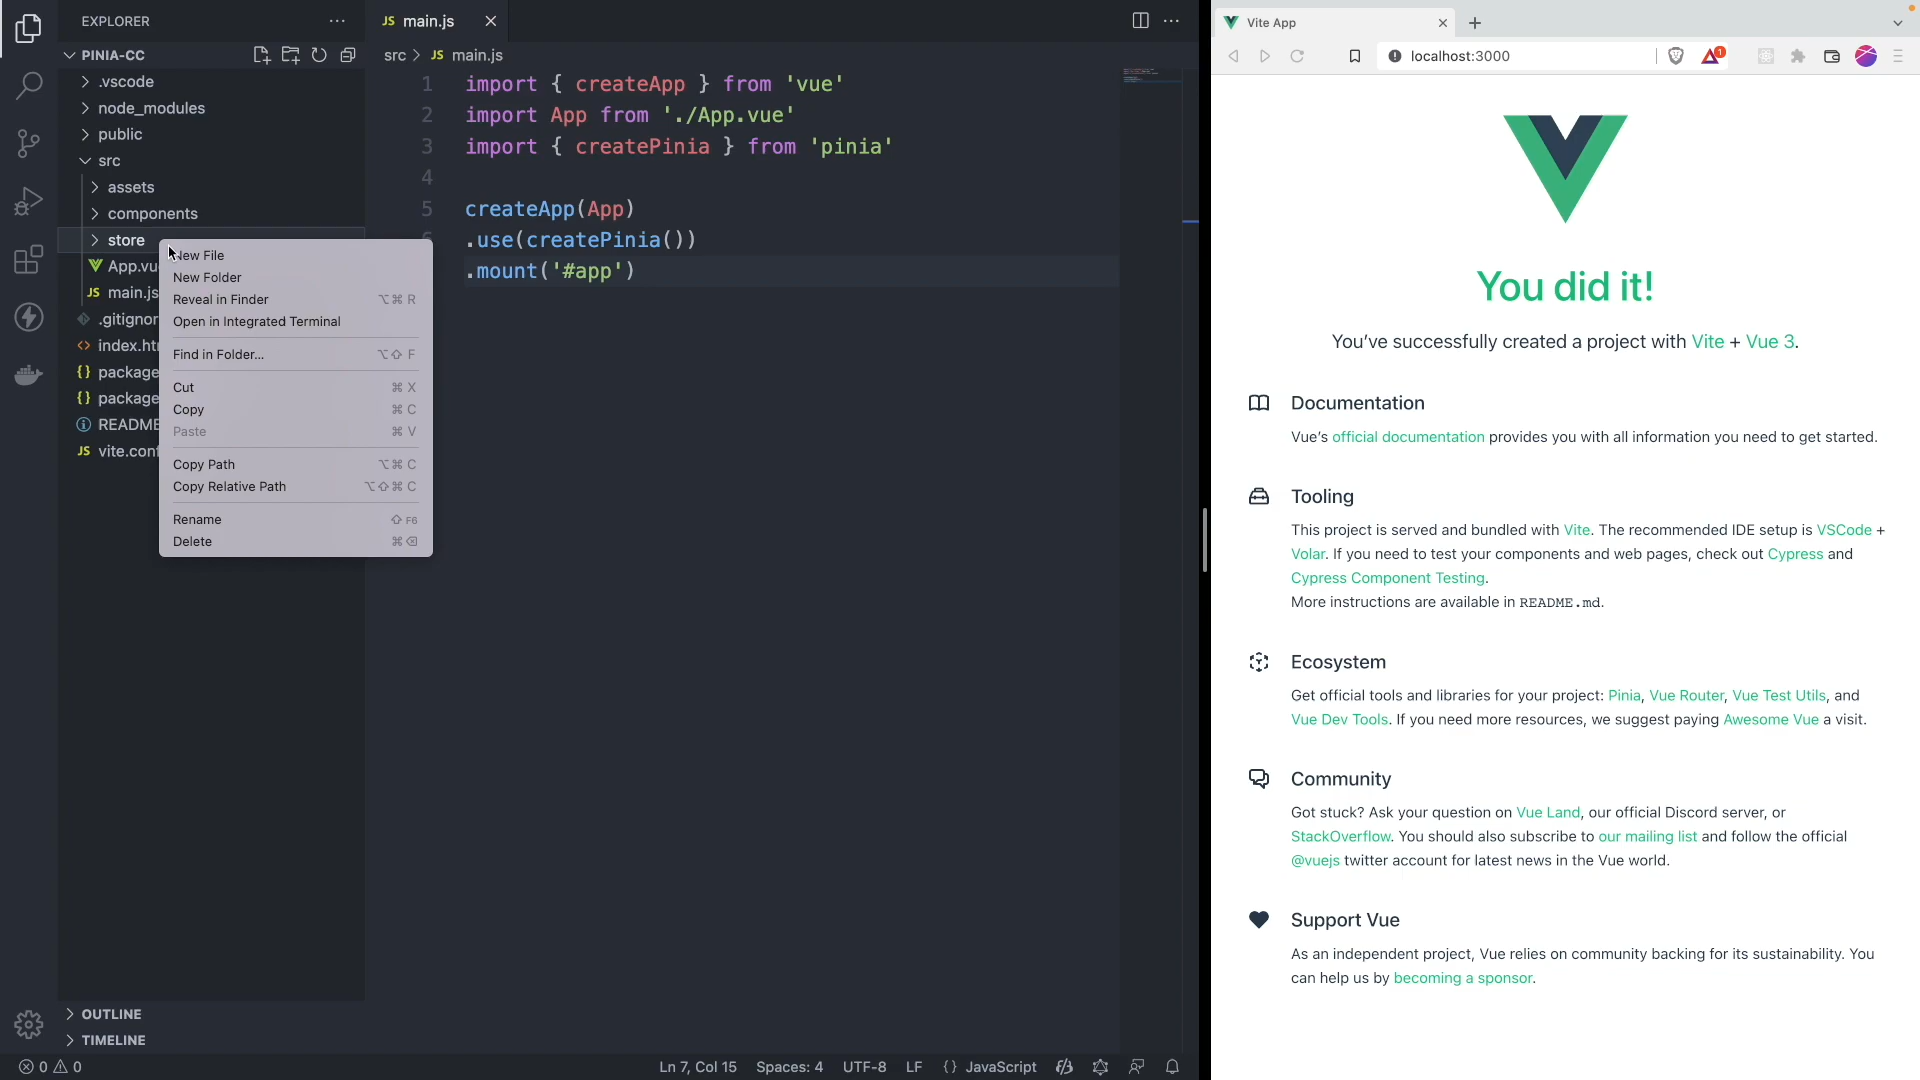 EXPLORER
PINIA-CC
.vscode
node_modules
public
src
assets
components
store
App.vu
main.js
.gitignor
index.ht
package
package
README
vite.conf
OUTLINE
TIMELINE
New File
New Folder
Reveal in Finder ⌥⌘ R
Open in Integrated Terminal
Find in Folder... ⌥⇧ F
Cut ⌘ X
Copy ⌘ C
Paste ⌘ V
Copy Path ⌥⌘ C
Copy Relative Path ⌥⇧⌘ C
Rename ⇧ F6
Delete ⌘⌫
JS main.js
src > JS main.js
1 import { createApp } from 'vue'
2 import App from './App.vue'
3 import { createPinia } from 'pinia'
4
5 createApp(App)
.use(createPinia())
.mount('#app')
0 0
Ln 7, Col 15 Spaces: 4 UTF-8 LF {} JavaScript
Vite App
localhost:3000
1
You did it!
You’ve successfully created a project with Vite + Vue 3.
Documentation
Vue’s official documentation provides you with all information you need to get started.
Tooling
This project is served and bundled with Vite. The recommended IDE setup is VSCode +
Volar. If you need to test your components and web pages, check out Cypress and
Cypress Component Testing.
More instructions are available in README.md.
Ecosystem
Get official tools and libraries for your project: Pinia, Vue Router, Vue Test Utils, and
Vue Dev Tools. If you need more resources, we suggest paying Awesome Vue a visit.
Community
Got stuck? Ask your question on Vue Land, our official Discord server, or
StackOverflow. You should also subscribe to our mailing list and follow the official
@vuejs twitter account for latest news in the Vue world.
Support Vue
As an independent project, Vue relies on community backing for its sustainability. You
can help us by becoming a sponsor.